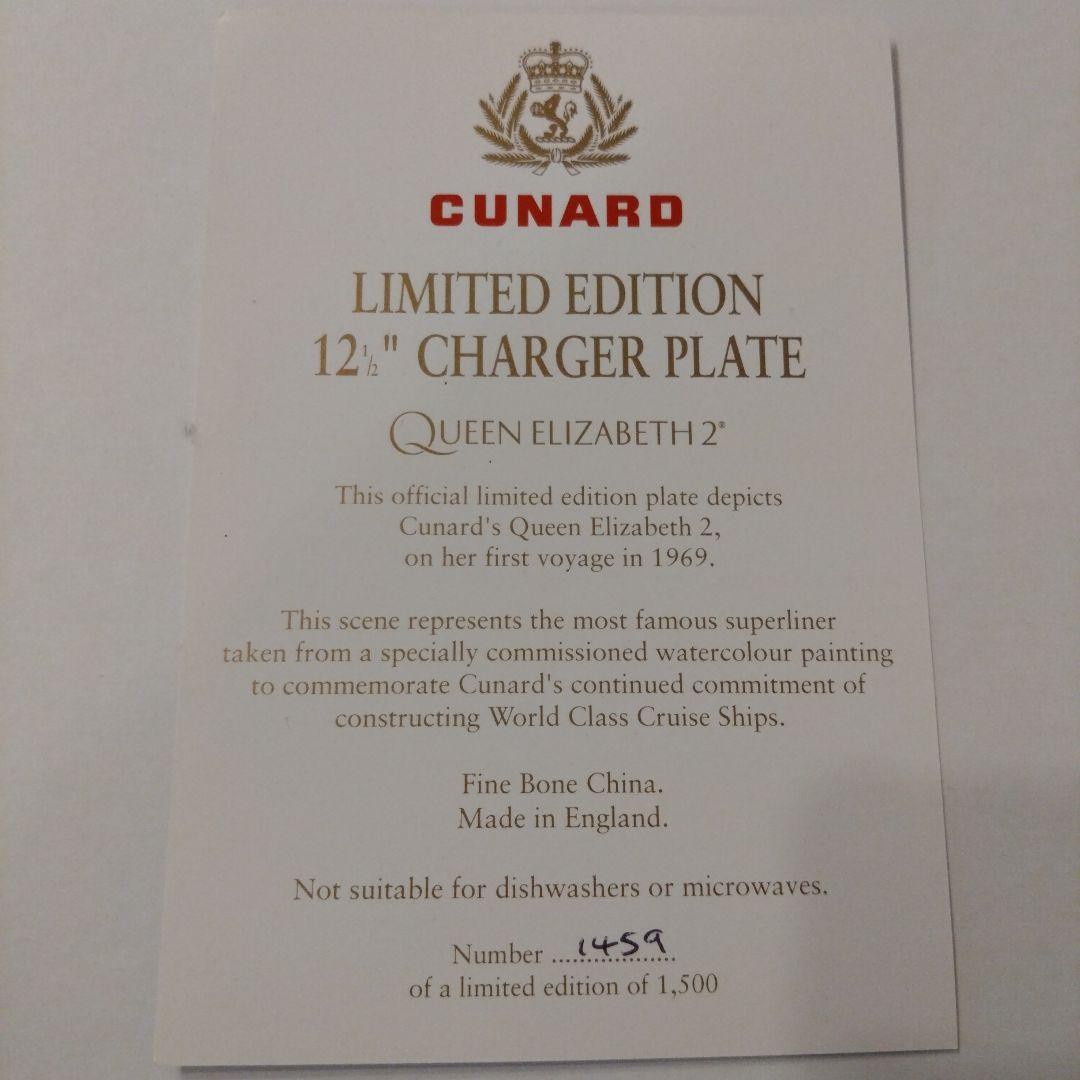 CUNARD
LIMITED EDITION
12 1/2" CHARGER PLATE
QUEEN ELIZABETH 2®
This official limited edition plate depicts
Cunard's Queen Elizabeth 2,
on her first voyage in 1969.
This scene represents the most famous superliner
taken from a specially commissioned watercolour painting
to commemorate Cunard's continued commitment of
constructing World Class Cruise Ships.
Fine Bone China.
Made in England.
Not suitable for dishwashers or microwaves.
Number ...1459...
of a limited edition of 1,500